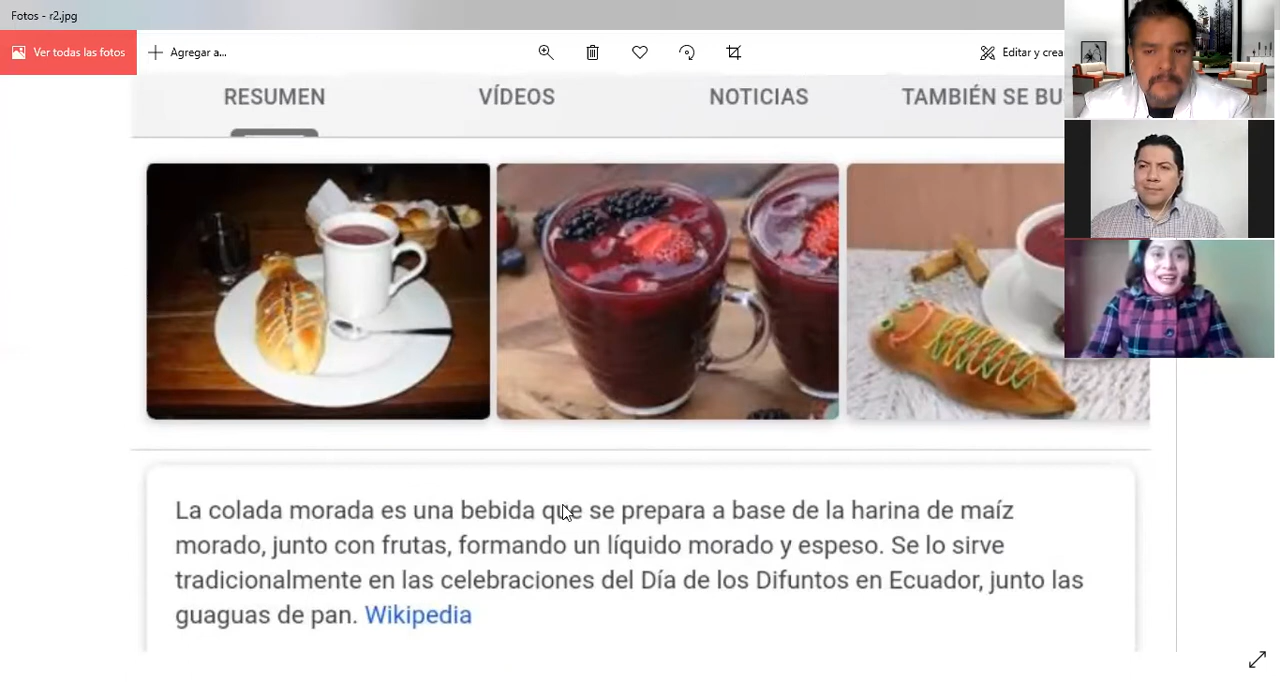 Fotos - r2.jpg
Ver todas las fotos
Agregar a...
Editar y crea
RESUMEN
VÍDEOS
NOTICIAS
TAMBIÉN SE BU
La colada morada es una bebida que se prepara a base de la harina de maíz
morado, junto con frutas, formando un líquido morado y espeso. Se lo sirve
tradicionalmente en las celebraciones del Día de los Difuntos en Ecuador, junto las
guaguas de pan. Wikipedia